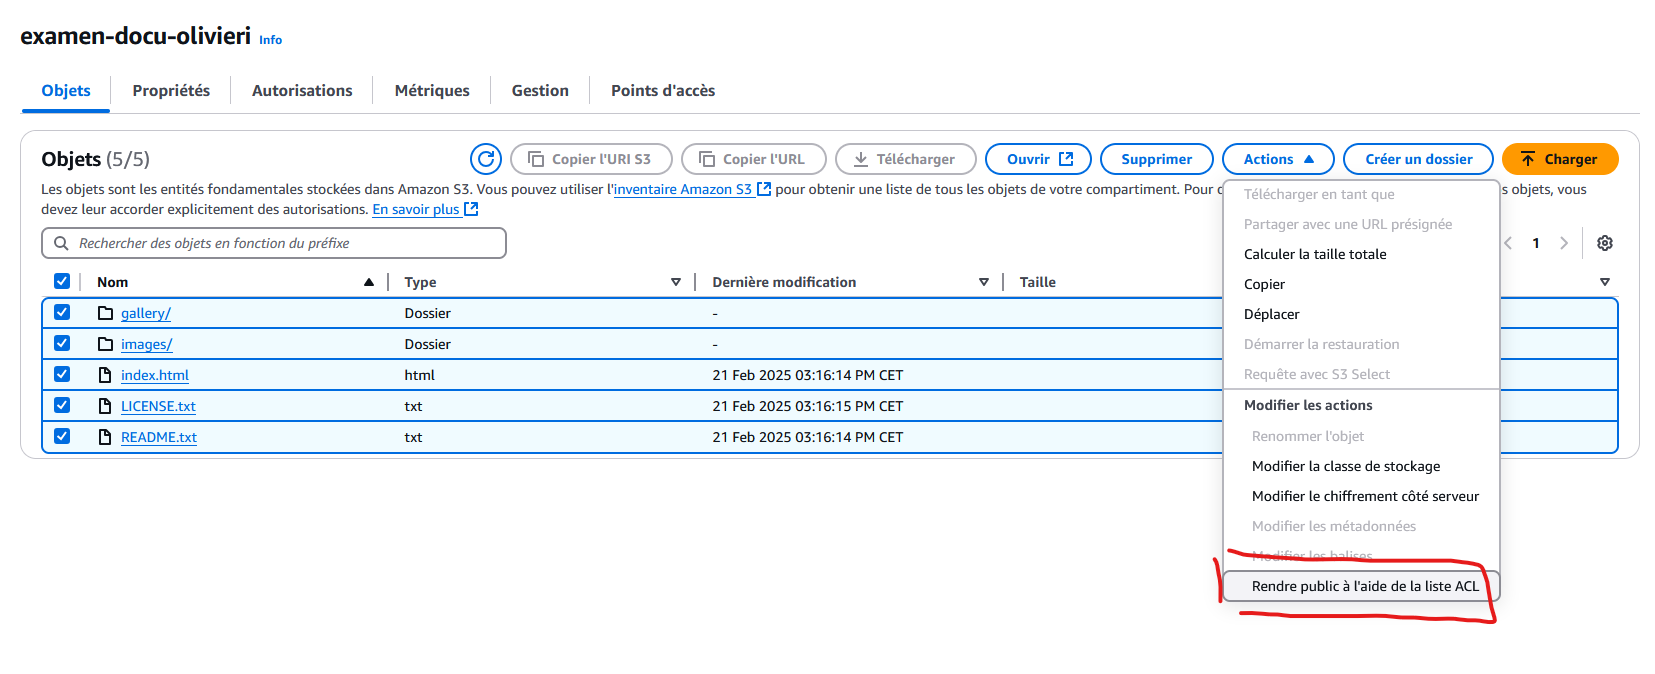 examen-docu-olivieri Info
Objets Propriétés Autorisations Métriques Gestion Points d'accès
Objets (5/5)
Copier l'URI S3 Copier l'URL Télécharger Ouvrir Supprimer Actions Créer un dossier Charger
Les objets sont les entités fondamentales stockées dans Amazon S3. Vous pouvez utiliser l'inventaire Amazon S3 pour obtenir une liste de tous les objets de votre compartiment. Pour s objets, vous
devez leur accorder explicitement des autorisations. En savoir plus
Rechercher des objets en fonction du préfixe
1
Nom Type Dernière modification Taille
gallery/ Dossier -
images/ Dossier -
index.html html 21 Feb 2025 03:16:14 PM CET
LICENSE.txt txt 21 Feb 2025 03:16:15 PM CET
README.txt txt 21 Feb 2025 03:16:14 PM CET
Télécharger en tant que
Partager avec une URL présignée
Calculer la taille totale
Copier
Déplacer
Démarrer la restauration
Requête avec S3 Select
Modifier les actions
Renommer l'objet
Modifier la classe de stockage
Modifier le chiffrement côté serveur
Modifier les métadonnées
Modifier les balises
Rendre public à l'aide de la liste ACL